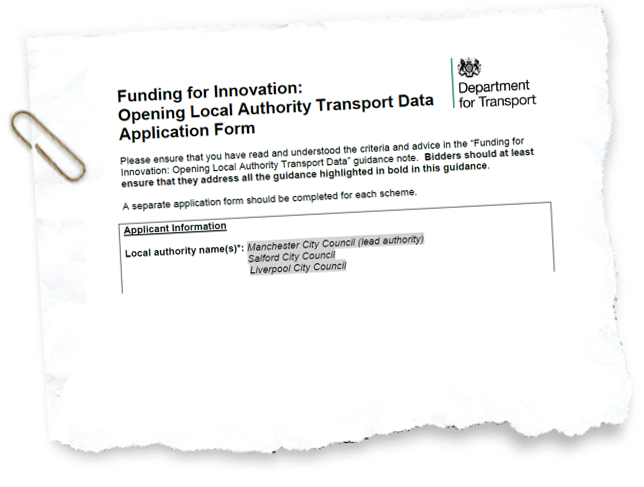 Funding for Innovation:
Opening Local Authority Transport Data
Application Form
Department
for Transport
Please ensure that you have read and understood the criteria and advice in the "Funding for
Innovation: Opening Local Authority Transport Data" guidance note. Bidders should at least
ensure that they address all the guidance highlighted in bold in this guidance.
A separate application form should be completed for each scheme.
Applicant Information
Local authority name(s)*: Manchester City Council (lead authority)
Salford City Council
Liverpool City Council